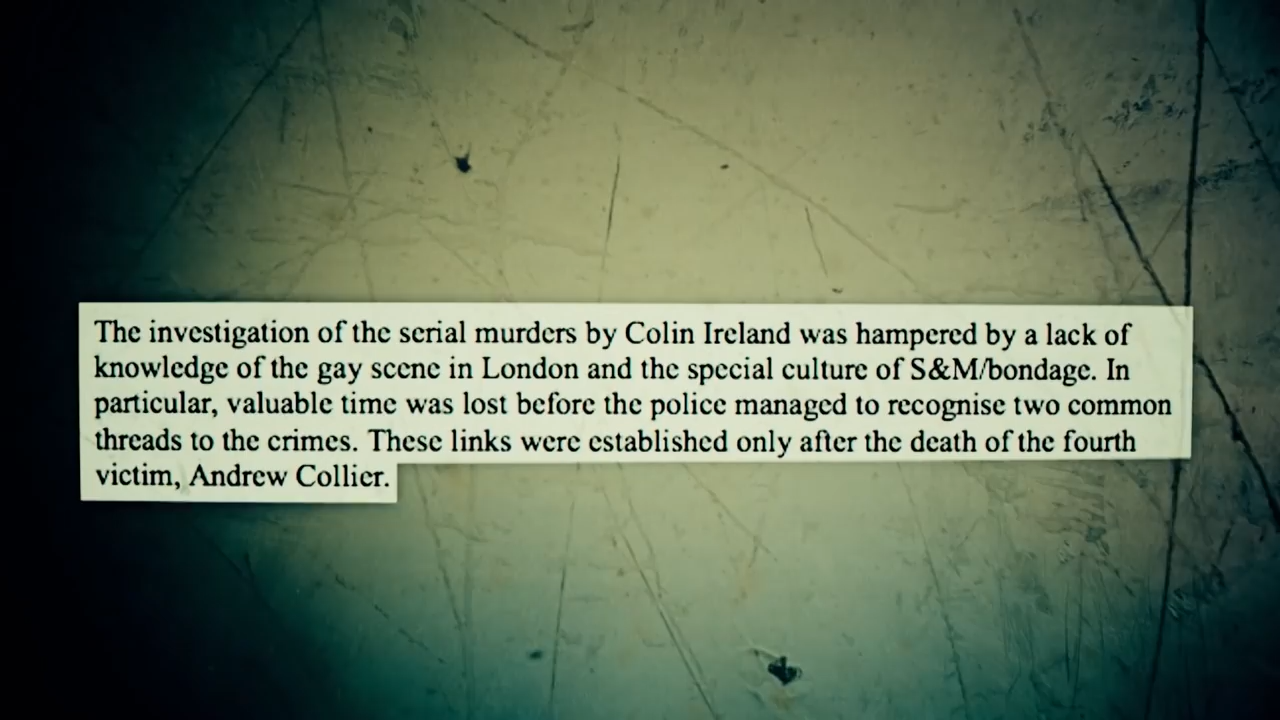 The investigation of the serial murders by Colin Ireland was hampered by a lack of
knowledge of the gay scene in London and the special culture of S&M/bondage. In
particular, valuable time was lost before the police managed to recognise two common
threads to the crimes. These links were established only after the death of the fourth
victim, Andrew Collier.